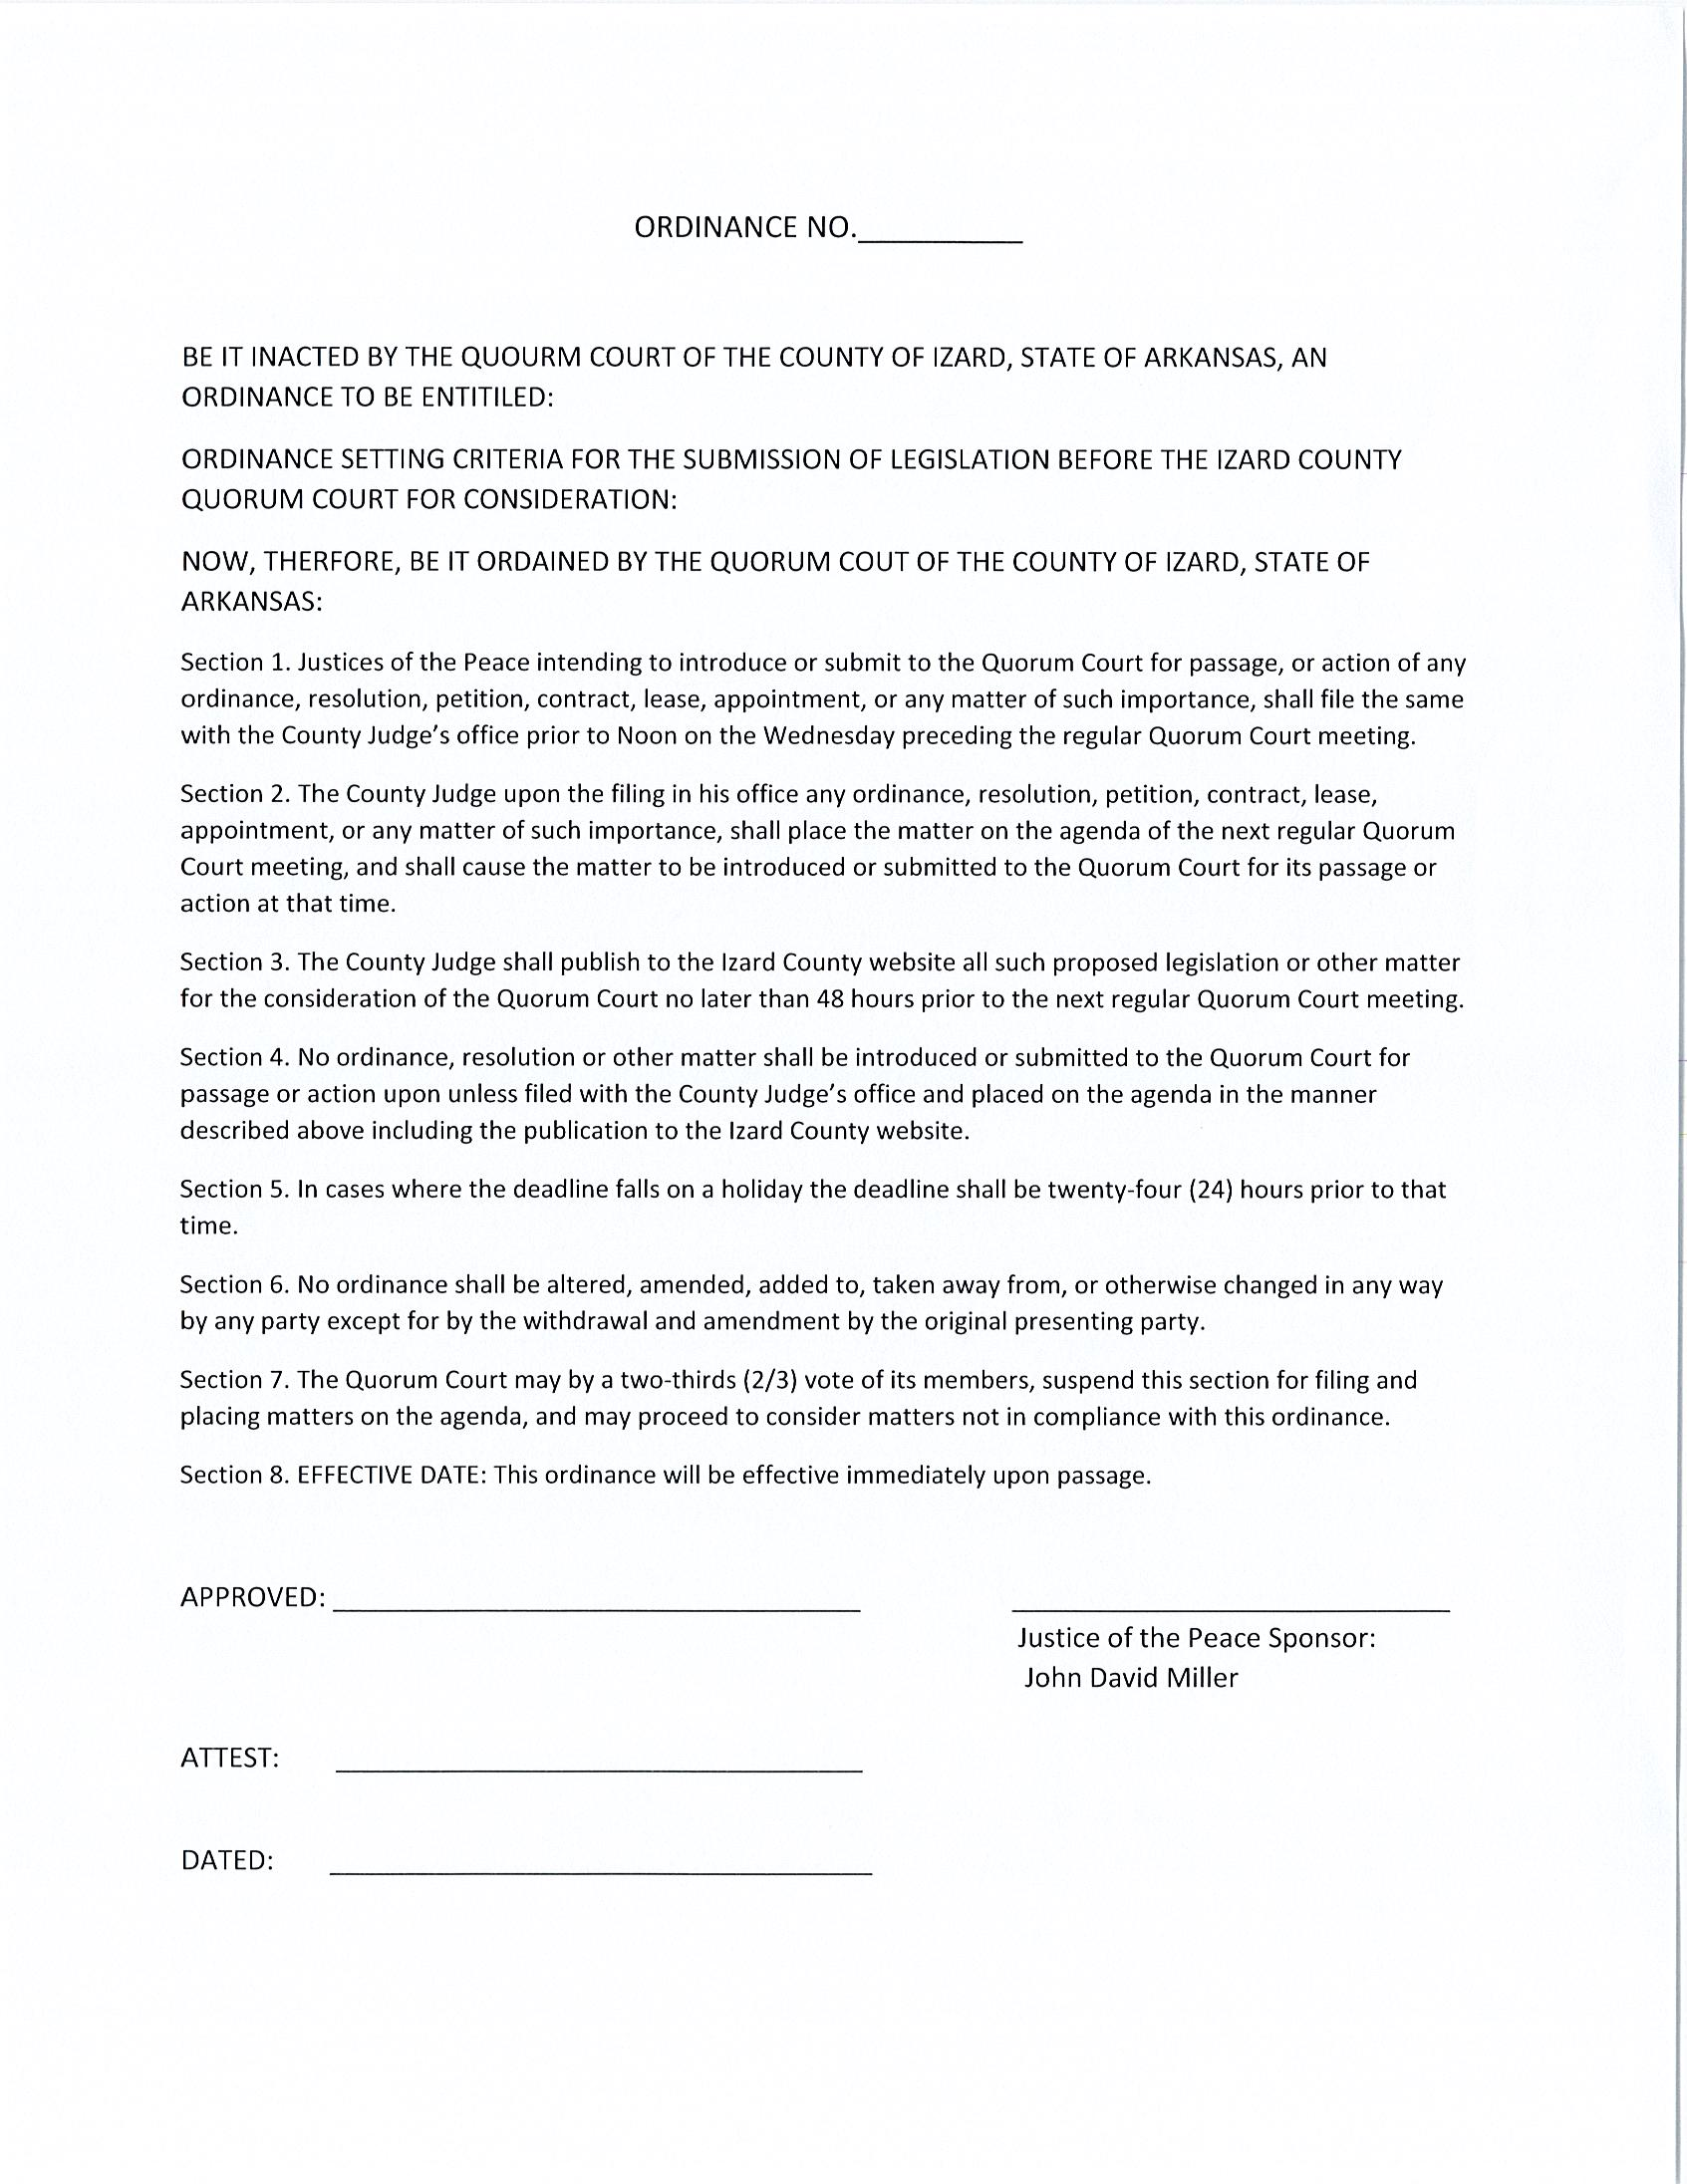 ORDINANCE NO.__________
BE IT INACTED BY THE QUOURM COURT OF THE COUNTY OF IZARD, STATE OF ARKANSAS, AN
ORDINANCE TO BE ENTITILED:
ORDINANCE SETTING CRITERIA FOR THE SUBMISSION OF LEGISLATION BEFORE THE IZARD COUNTY
QUORUM COURT FOR CONSIDERATION:
NOW, THERFORE, BE IT ORDAINED BY THE QUORUM COUT OF THE COUNTY OF IZARD, STATE OF
ARKANSAS:
Section 1. Justices of the Peace intending to introduce or submit to the Quorum Court for passage, or action of any
ordinance, resolution, petition, contract, lease, appointment, or any matter of such importance, shall file the same
with the County Judge’s office prior to Noon on the Wednesday preceding the regular Quorum Court meeting.
Section 2. The County Judge upon the filing in his office any ordinance, resolution, petition, contract, lease,
appointment, or any matter of such importance, shall place the matter on the agenda of the next regular Quorum
Court meeting, and shall cause the matter to be introduced or submitted to the Quorum Court for its passage or
action at that time.
Section 3. The County Judge shall publish to the Izard County website all such proposed legislation or other matter
for the consideration of the Quorum Court no later than 48 hours prior to the next regular Quorum Court meeting.
Section 4. No ordinance, resolution or other matter shall be introduced or submitted to the Quorum Court for
passage or action upon unless filed with the County Judge’s office and placed on the agenda in the manner
described above including the publication to the Izard County website.
Section 5. In cases where the deadline falls on a holiday the deadline shall be twenty-four (24) hours prior to that
time.
Section 6. No ordinance shall be altered, amended, added to, taken away from, or otherwise changed in any way
by any party except for by the withdrawal and amendment by the original presenting party.
Section 7. The Quorum Court may by a two-thirds (2/3) vote of its members, suspend this section for filing and
placing matters on the agenda, and may proceed to consider matters not in compliance with this ordinance.
Section 8. EFFECTIVE DATE: This ordinance will be effective immediately upon passage.
APPROVED: ______________________________
Justice of the Peace Sponsor:
John David Miller
ATTEST: ______________________________
DATED: ______________________________